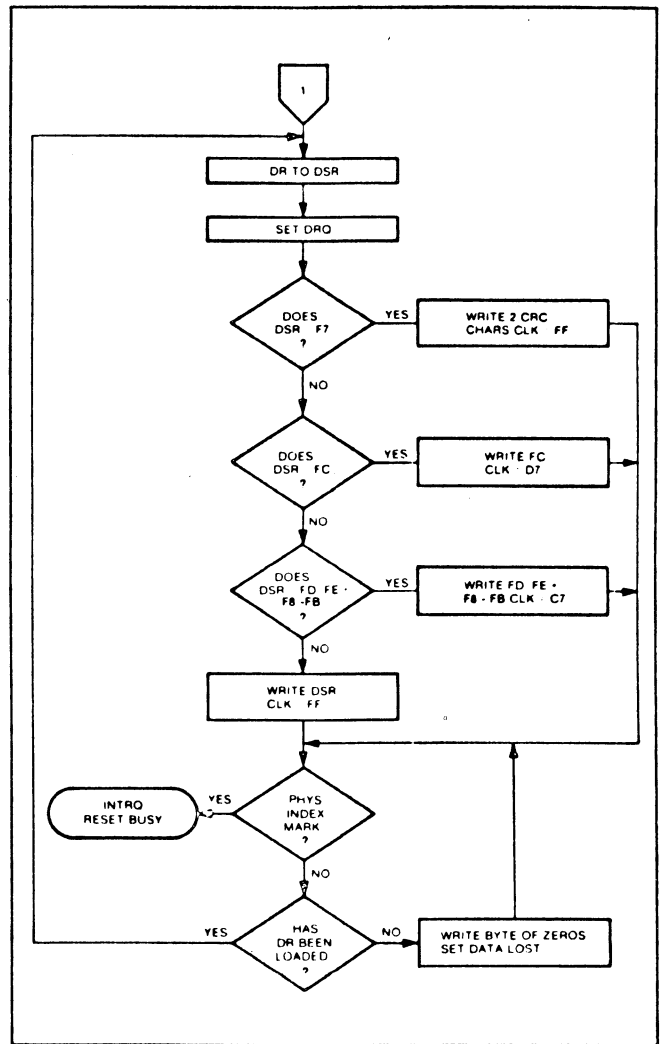 1
DR TO DSR
SET DRQ
DOES
DSR F7
?
YES
WRITE 2 CRC
CHARS CLK FF
NO
DOES
DSR FC
?
YES
WRITE FC
CLK · D7
NO
DOES
DSR FD FE ·
F8 - FB
?
YES
WRITE FD FE ·
F8 - FB CLK · C7
NO
WRITE DSR
CLK FF
PHYS
INDEX
MARK
?
YES
INTRQ
RESET BUSY
NO
HAS
DR BEEN
LOADED
?
YES
NO
WRITE BYTE OF ZEROS
SET DATA LOST